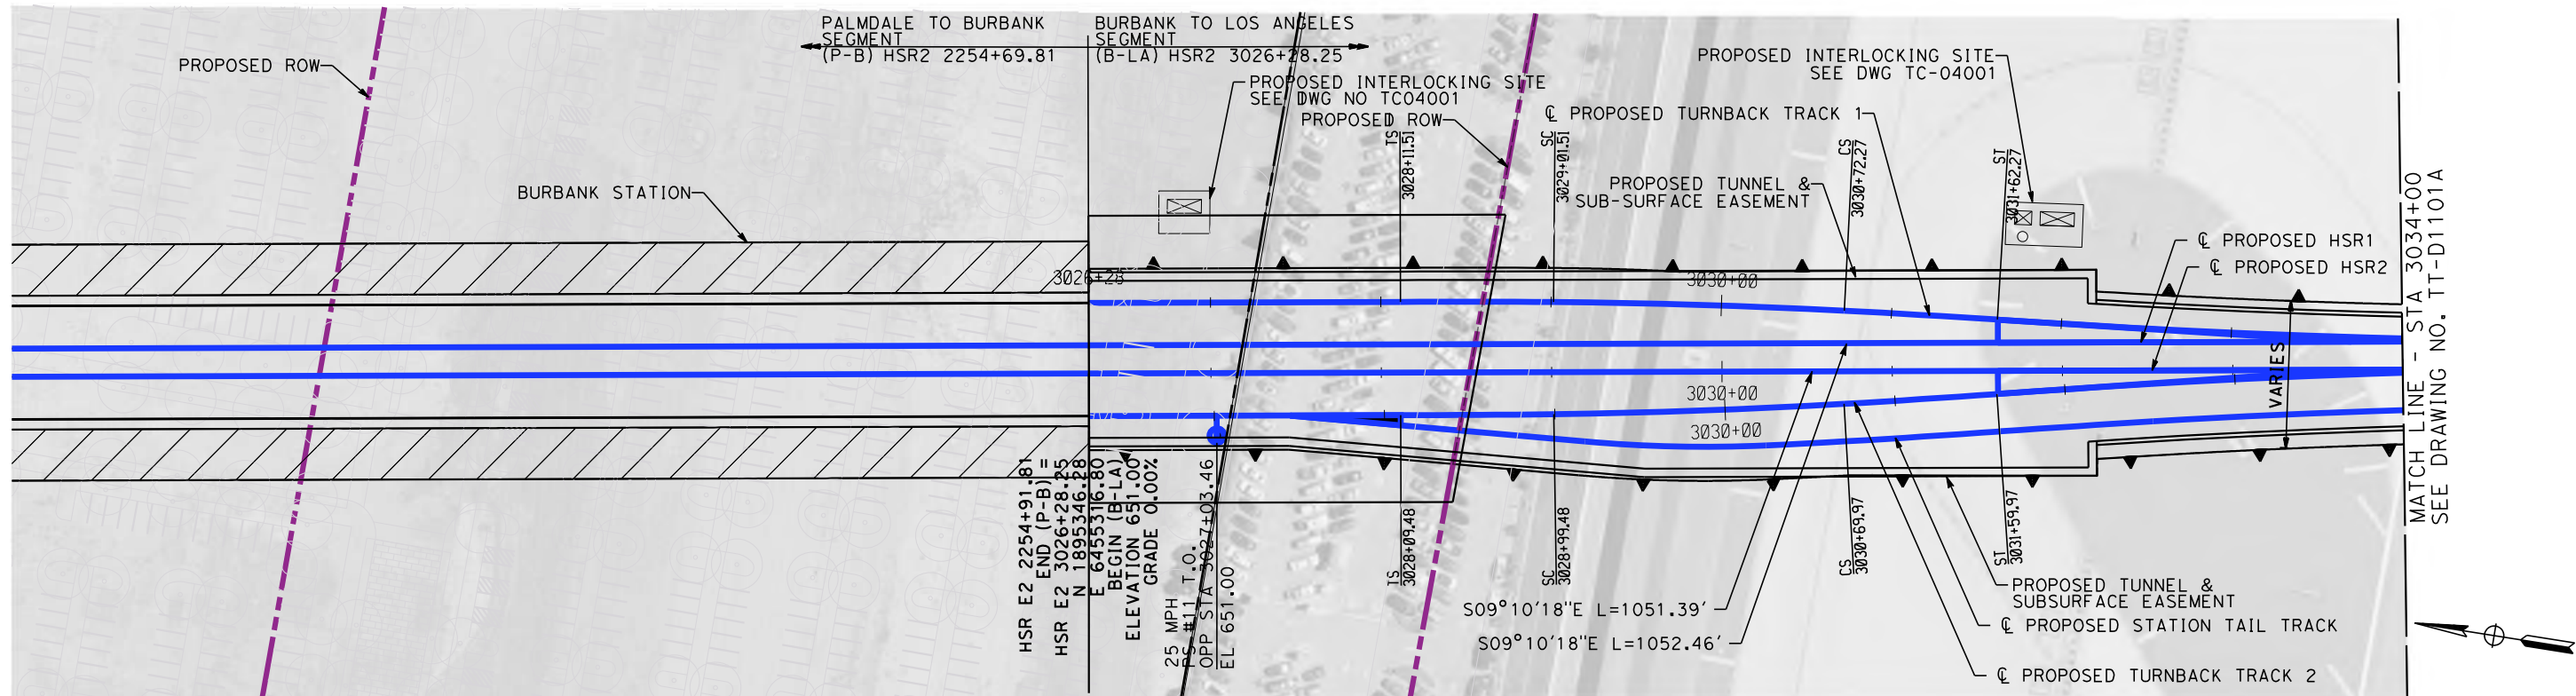 PALMDALE TO BURBANK
SEGMENT
(P-B) HSR2 2254+69.81
BURBANK TO LOS ANGELES
SEGMENT
(B-LA) HSR2 3026+28.25
PROPOSED ROW
BURBANK STATION
PROPOSED INTERLOCKING SITE
SEE DWG NO TC04001
PROPOSED ROW
℄ PROPOSED TURNBACK TRACK 1
PROPOSED INTERLOCKING SITE
SEE DWG TC-04001
PROPOSED TUNNEL &
SUB-SURFACE EASEMENT
TS
3028+11.51
SC
3029+01.51
CS
3030+72.27
ST
3031+62.27
℄ PROPOSED HSR1
℄ PROPOSED HSR2
3026+28
3030+00
3030+00
3030+00
VARIES
MATCH LINE - STA 3034+00
SEE DRAWING NO. TT-D1101A
HSR E2 2254+91.81
END (P-B) =
HSR E2 3026+28.25
N 1895346.28
E 6455316.80
BEGIN (B-LA)
ELEVATION 651.00
GRADE 0.00%
25 MPH
PS #11 T.O.
OPP STA 3027+03.46
EL 651.00
TS
3028+09.48
SC
3028+99.48
CS
3030+69.97
ST
3031+59.97
S09°10'18"E L=1051.39'
S09°10'18"E L=1052.46'
PROPOSED TUNNEL &
SUBSURFACE EASEMENT
℄ PROPOSED STATION TAIL TRACK
℄ PROPOSED TURNBACK TRACK 2